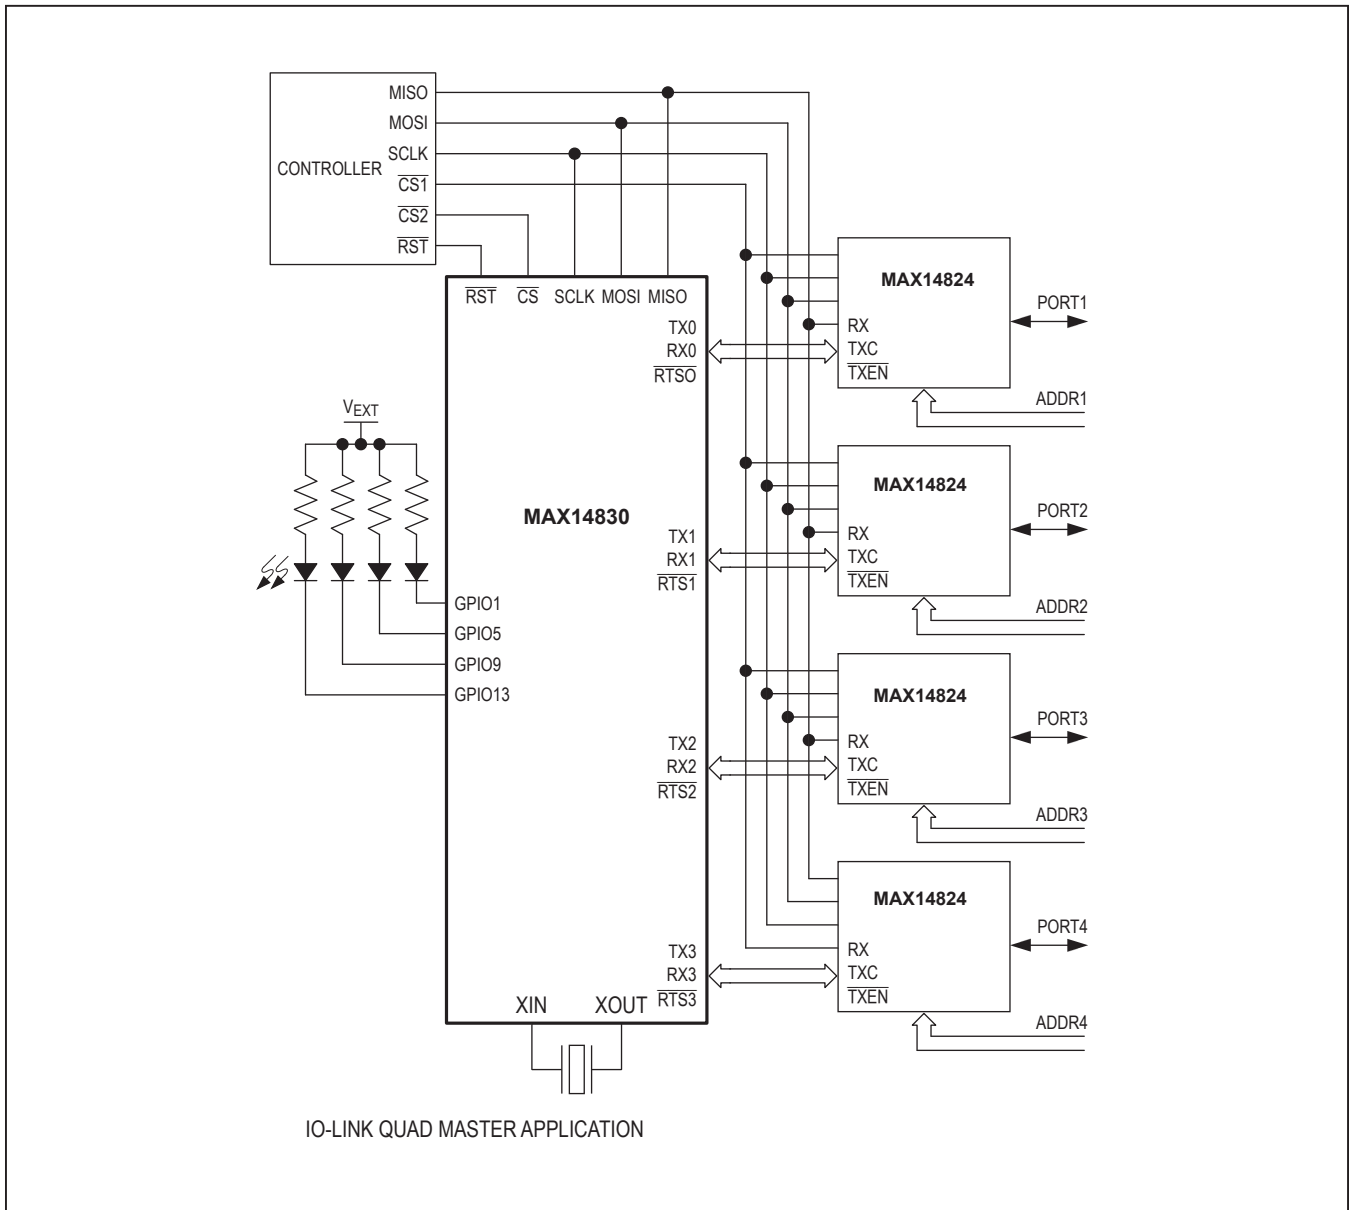 MISO
MOSI
SCLK
CONTROLLER
CS1
CS2
RST
RST CS SCLK MOSI MISO
MAX14830
TX0
RX0
RTSO
TX1
RX1
RTS1
TX2
RX2
RTS2
TX3
RX3
RTS3
VEXT
GPIO1
GPIO5
GPIO9
GPIO13
XIN XOUT
MAX14824
RX
TXC
TXEN
PORT1
ADDR1
MAX14824
RX
TXC
TXEN
PORT2
ADDR2
MAX14824
RX
TXC
TXEN
PORT3
ADDR3
MAX14824
RX
TXC
TXEN
PORT4
ADDR4
IO-LINK QUAD MASTER APPLICATION